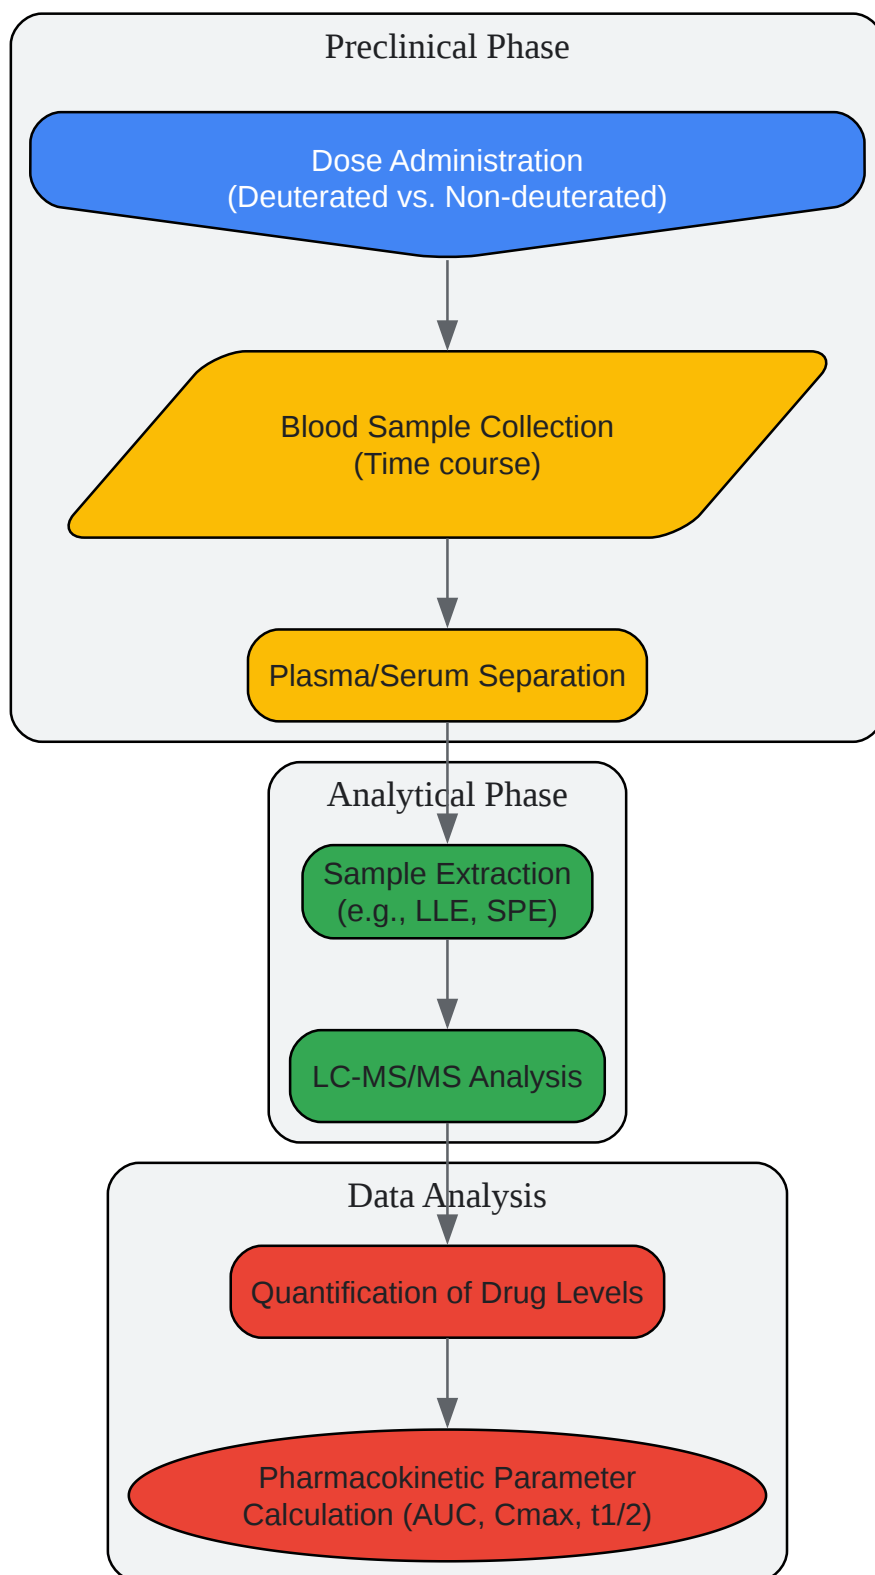 Preclinical Phase
Dose Administration
(Deuterated vs. Non-deuterated)
Blood Sample Collection
(Time course)
Plasma/Serum Separation
Analytical Phase
Sample Extraction
(e.g., LLE, SPE)
LC-MS/MS Analysis
Data Analysis
Quantification of Drug Levels
Pharmacokinetic Parameter
Calculation (AUC, Cmax, t1/2)